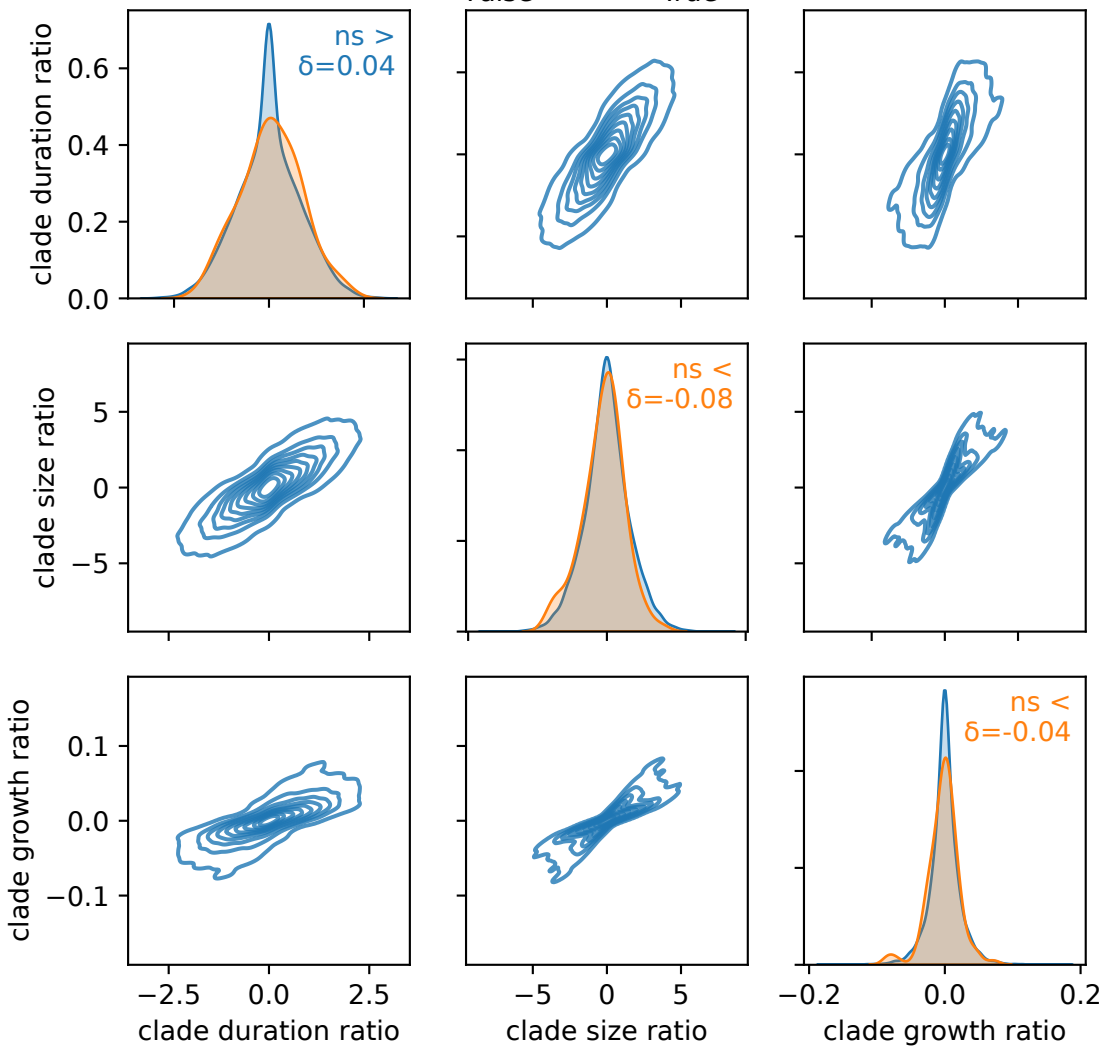 clade duration ratio
0.6
0.4
0.2
0.0
ns >
δ=0.04
clade size ratio
5
0
−5
ns <
δ=-0.08
clade growth ratio
0.1
0.0
−0.1
ns <
δ=-0.04
−2.5 0.0 2.5
−5 0 5
−0.2 0.0 0.2
clade duration ratio
clade size ratio
clade growth ratio